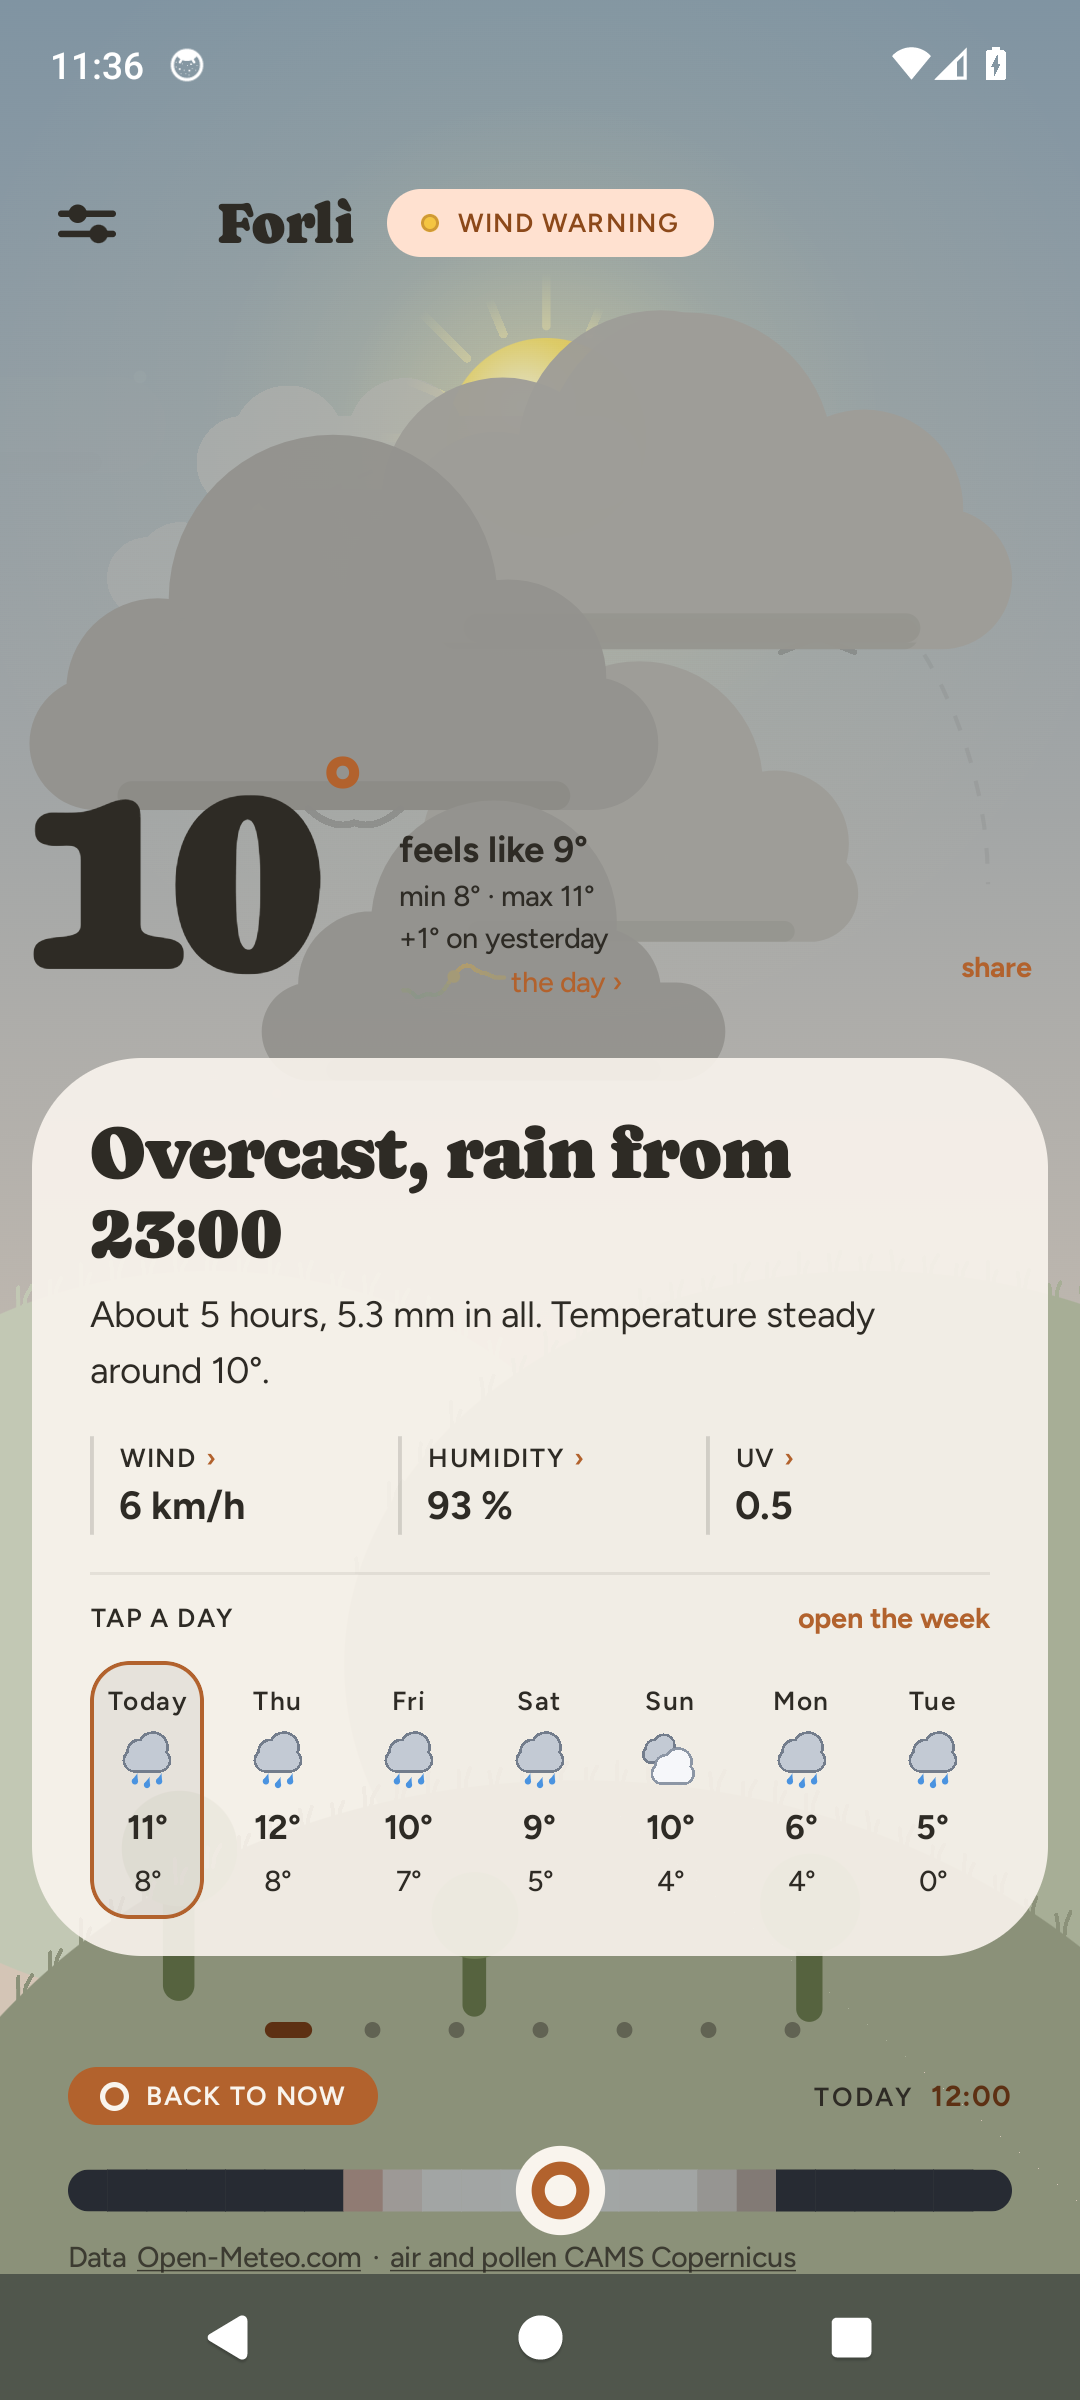 11:36
Forlì
WIND WARNING
10
feels like 9°
min 8° · max 11°
+1° on yesterday
the day ›
share
Overcast, rain from
23:00
About 5 hours, 5.3 mm in all. Temperature steady
around 10°.
WIND › HUMIDITY › UV ›
6 km/h 93 % 0.5
TAP A DAY open the week
Today Thu Fri Sat Sun Mon Tue
11° 12° 10° 9° 10° 6° 5°
8° 8° 7° 5° 4° 4° 0°
BACK TO NOW TODAY 12:00
Data Open-Meteo.com · air and pollen CAMS Copernicus